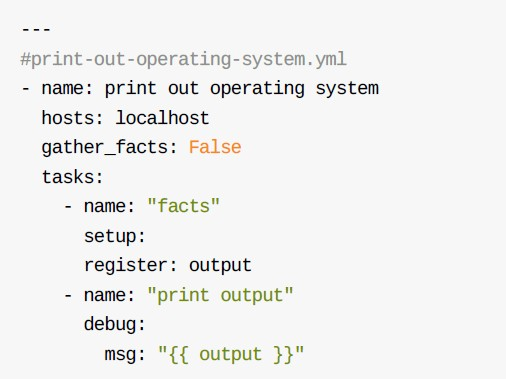 ---
#print-out-operating-system.yml
- name: print out operating system
  hosts: localhost
  gather_facts: False
  tasks:
    - name: "facts"
      setup:
      register: output
    - name: "print output"
      debug:
        msg: "{{ output }}"